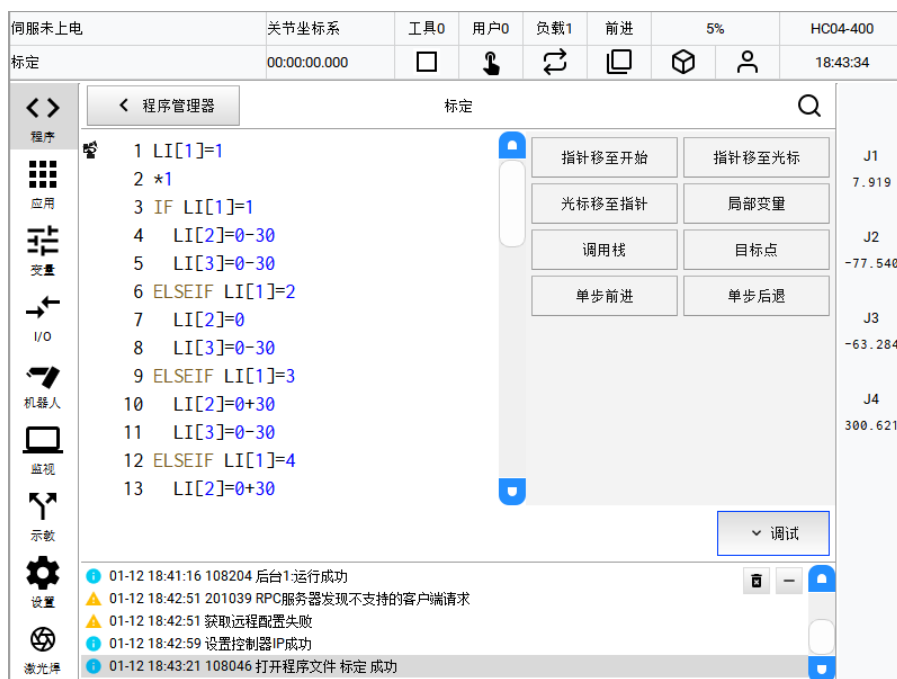 伺服未上电 关节坐标系 工具0 用户0 负载1 前进 5% HC04-400
标定 00:00:00.000 18:43:34
程序管理器 标定
程序
应用
变量
I/O
机器人
监视
示教
设置
激光焊
1 LI[1]=1
2 *1
3 IF LI[1]=1
4 LI[2]=0-30
5 LI[3]=0-30
6 ELSEIF LI[1]=2
7 LI[2]=0
8 LI[3]=0-30
9 ELSEIF LI[1]=3
10 LI[2]=0+30
11 LI[3]=0-30
12 ELSEIF LI[1]=4
13 LI[2]=0+30
指针移至开始 指针移至光标
光标移至指针 局部变量
调用栈 目标点
单步前进 单步后退
调试
J1
7.919
J2
-77.540
J3
-63.284
J4
300.621
01-12 18:41:16 108204 后台1:运行成功
01-12 18:42:51 201039 RPC服务器发现不支持的客户端请求
01-12 18:42:51 获取远程配置失败
01-12 18:42:59 设置控制器IP成功
01-12 18:43:21 108046 打开程序文件 标定 成功